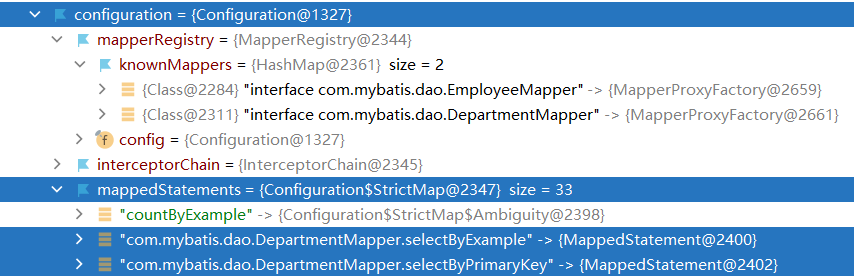 configuration = {Configuration@1327}
mapperRegistry = {MapperRegistry@2344}
knownMappers = {HashMap@2361} size = 2
{Class@2284} "interface com.mybatis.dao.EmployeeMapper" -> {MapperProxyFactory@2659}
{Class@2311} "interface com.mybatis.dao.DepartmentMapper" -> {MapperProxyFactory@2661}
f config = {Configuration@1327}
interceptorChain = {InterceptorChain@2345}
mappedStatements = {Configuration$StrictMap@2347} size = 33
"countByExample" -> {Configuration$StrictMap$Ambiguity@2398}
"com.mybatis.dao.DepartmentMapper.selectByExample" -> {MappedStatement@2400}
"com.mybatis.dao.DepartmentMapper.selectByPrimaryKey" -> {MappedStatement@2402}